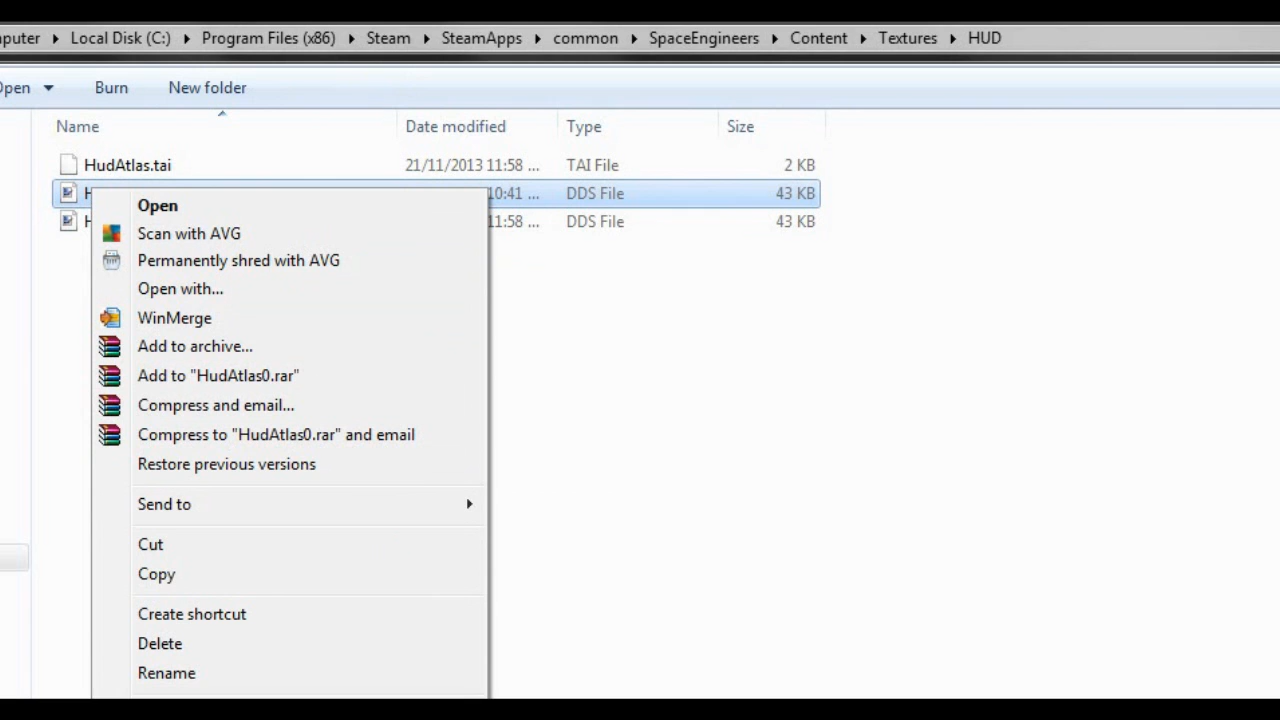 nputer ▸ Local Disk (C:) ▸ Program Files (x86) ▸ Steam ▸ SteamApps ▸ common ▸ SpaceEngineers ▸ Content ▸ Textures ▸ HUD
Open Burn New folder
Name Date modified Type Size
HudAtlas.tai 21/11/2013 11:58 ... TAI File 2 KB
H 10:41 ... DDS File 43 KB
H 11:58 ... DDS File 43 KB
Open
Scan with AVG
Permanently shred with AVG
Open with...
WinMerge
Add to archive...
Add to "HudAtlas0.rar"
Compress and email...
Compress to "HudAtlas0.rar" and email
Restore previous versions
Send to
Cut
Copy
Create shortcut
Delete
Rename